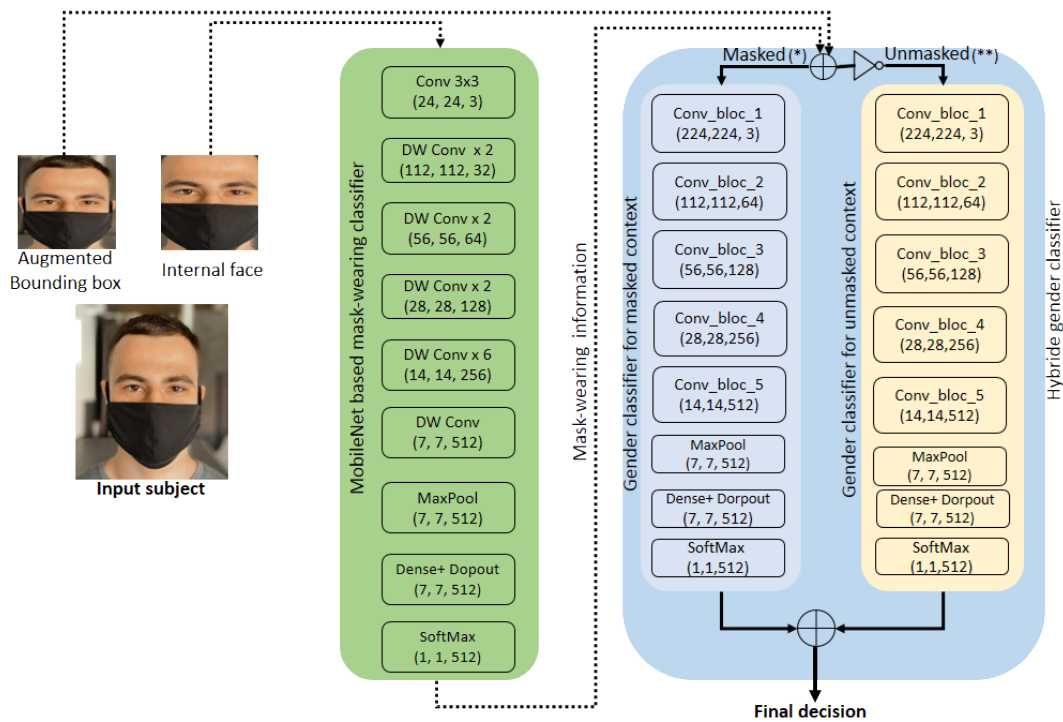 Augmented
Bounding box
Internal face
Input subject
MobileNet based mask-wearing classifier
Conv 3x3
(24, 24, 3)
DW Conv x 2
(112, 112, 32)
DW Conv x 2
(56, 56, 64)
DW Conv x 2
(28, 28, 128)
DW Conv x 6
(14, 14, 256)
DW Conv
(7, 7, 512)
MaxPool
(7, 7, 512)
Dense+ Dopout
(7, 7, 512)
SoftMax
(1, 1, 512)
Mask-wearing information
Masked (*)
Unmasked (**)
Gender classifier for masked context
Conv_bloc_1
(224,224, 3)
Conv_bloc_2
(112,112,64)
Conv_bloc_3
(56,56,128)
Conv_bloc_4
(28,28,256)
Conv_bloc_5
(14,14,512)
MaxPool
(7, 7, 512)
Dense+ Dorpout
(7, 7, 512)
SoftMax
(1,1,512)
Gender classifier for unmasked context
Conv_bloc_1
(224,224, 3)
Conv_bloc_2
(112,112,64)
Conv_bloc_3
(56,56,128)
Conv_bloc_4
(28,28,256)
Conv_bloc_5
(14,14,512)
MaxPool
(7, 7, 512)
Dense+ Dorpout
(7, 7, 512)
SoftMax
(1,1,512)
Hybride gender classifier
Final decision